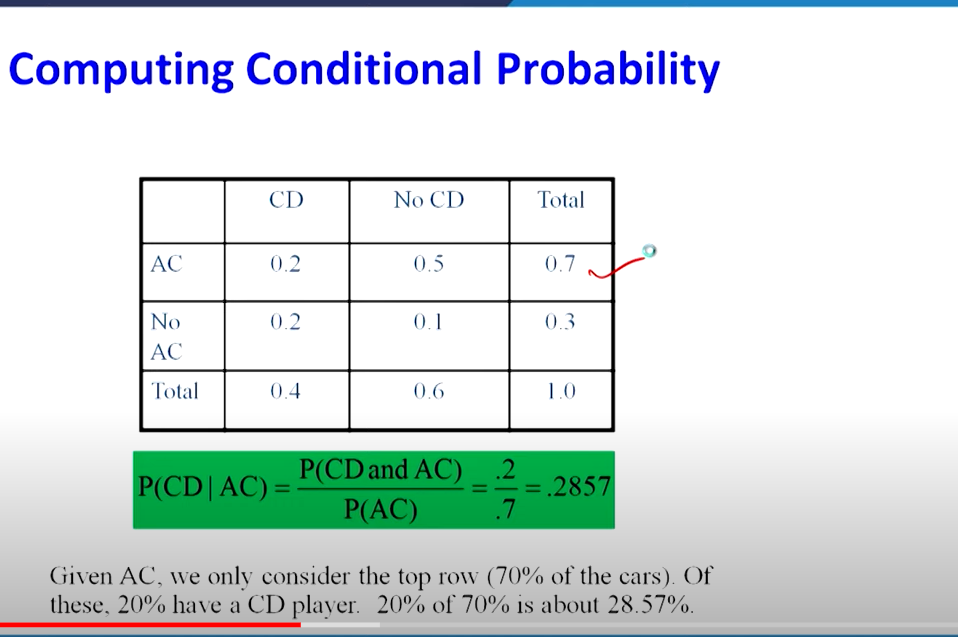 Computing Conditional Probability
CD No CD Total
AC 0.2 0.5 0.7
No
AC 0.2 0.1 0.3
Total 0.4 0.6 1.0
P(CD | AC) = P(CD and AC) / P(AC) = .2 / .7 = .2857
Given AC, we only consider the top row (70% of the cars). Of
these, 20% have a CD player. 20% of 70% is about 28.57%.